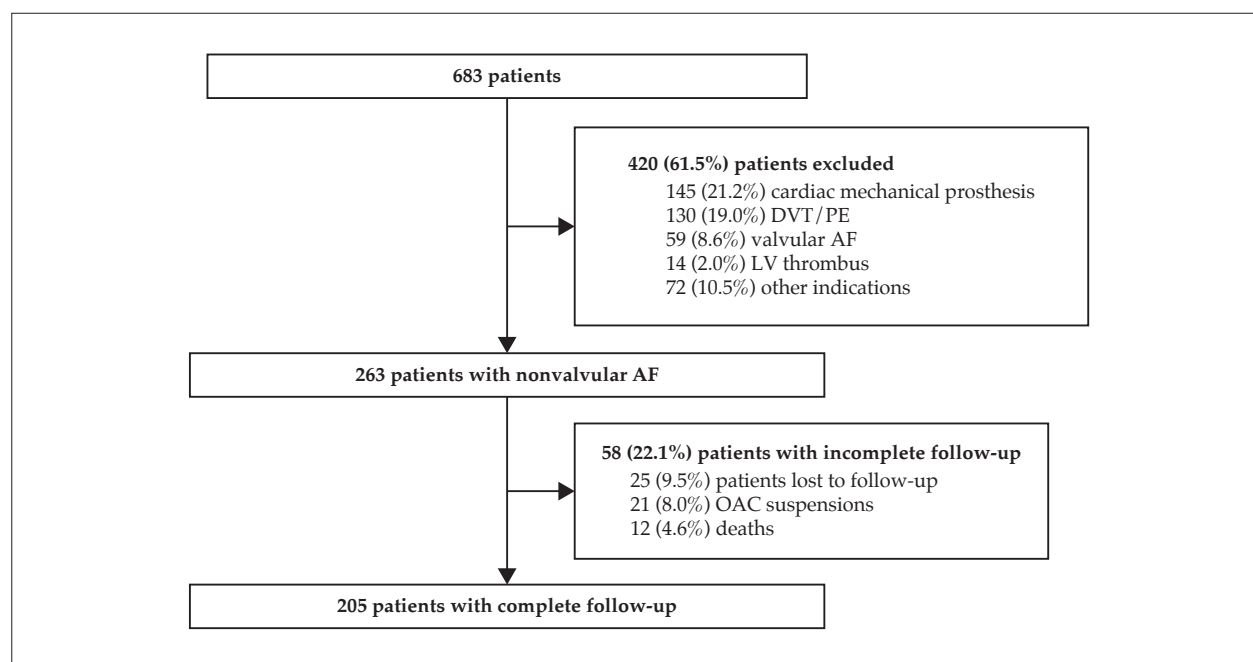 683 patients
420 (61.5%) patients excluded
145 (21.2%) cardiac mechanical prosthesis
130 (19.0%) DVT/PE
59 (8.6%) valvular AF
14 (2.0%) LV thrombus
72 (10.5%) other indications
263 patients with nonvalvular AF
58 (22.1%) patients with incomplete follow-up
25 (9.5%) patients lost to follow-up
21 (8.0%) OAC suspensions
12 (4.6%) deaths
205 patients with complete follow-up